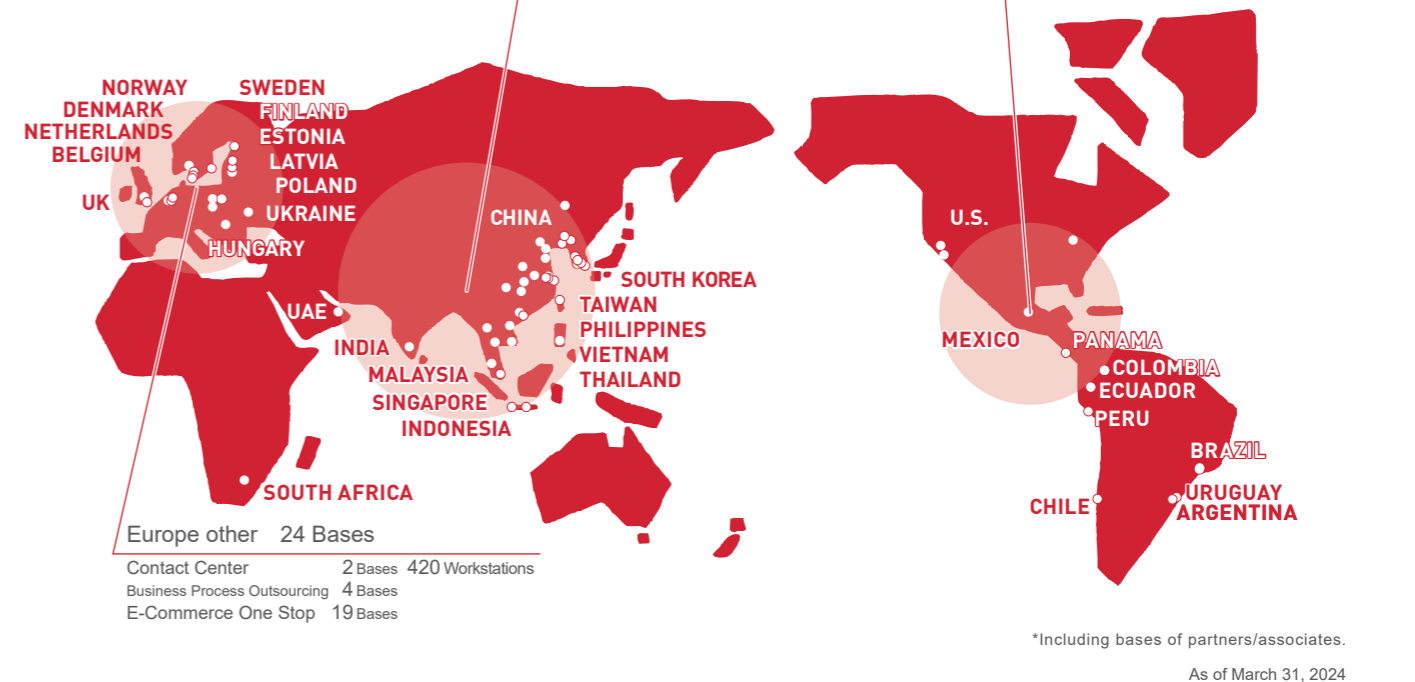 NORWAY
SWEDEN
DENMARK
FINLAND
NETHERLANDS
ESTONIA
BELGIUM
LATVIA
POLAND
UK
UKRAINE
HUNGARY
CHINA
SOUTH KOREA
UAE
TAIWAN
PHILIPPINES
INDIA
VIETNAM
MALAYSIA
THAILAND
SINGAPORE
INDONESIA
SOUTH AFRICA
U.S.
MEXICO
PANAMA
COLOMBIA
ECUADOR
PERU
BRAZIL
CHILE
URUGUAY
ARGENTINA
Europe other 24 Bases
Contact Center 2 Bases 420 Workstations
Business Process Outsourcing 4 Bases
E-Commerce One Stop 19 Bases
*Including bases of partners/associates.
As of March 31, 2024